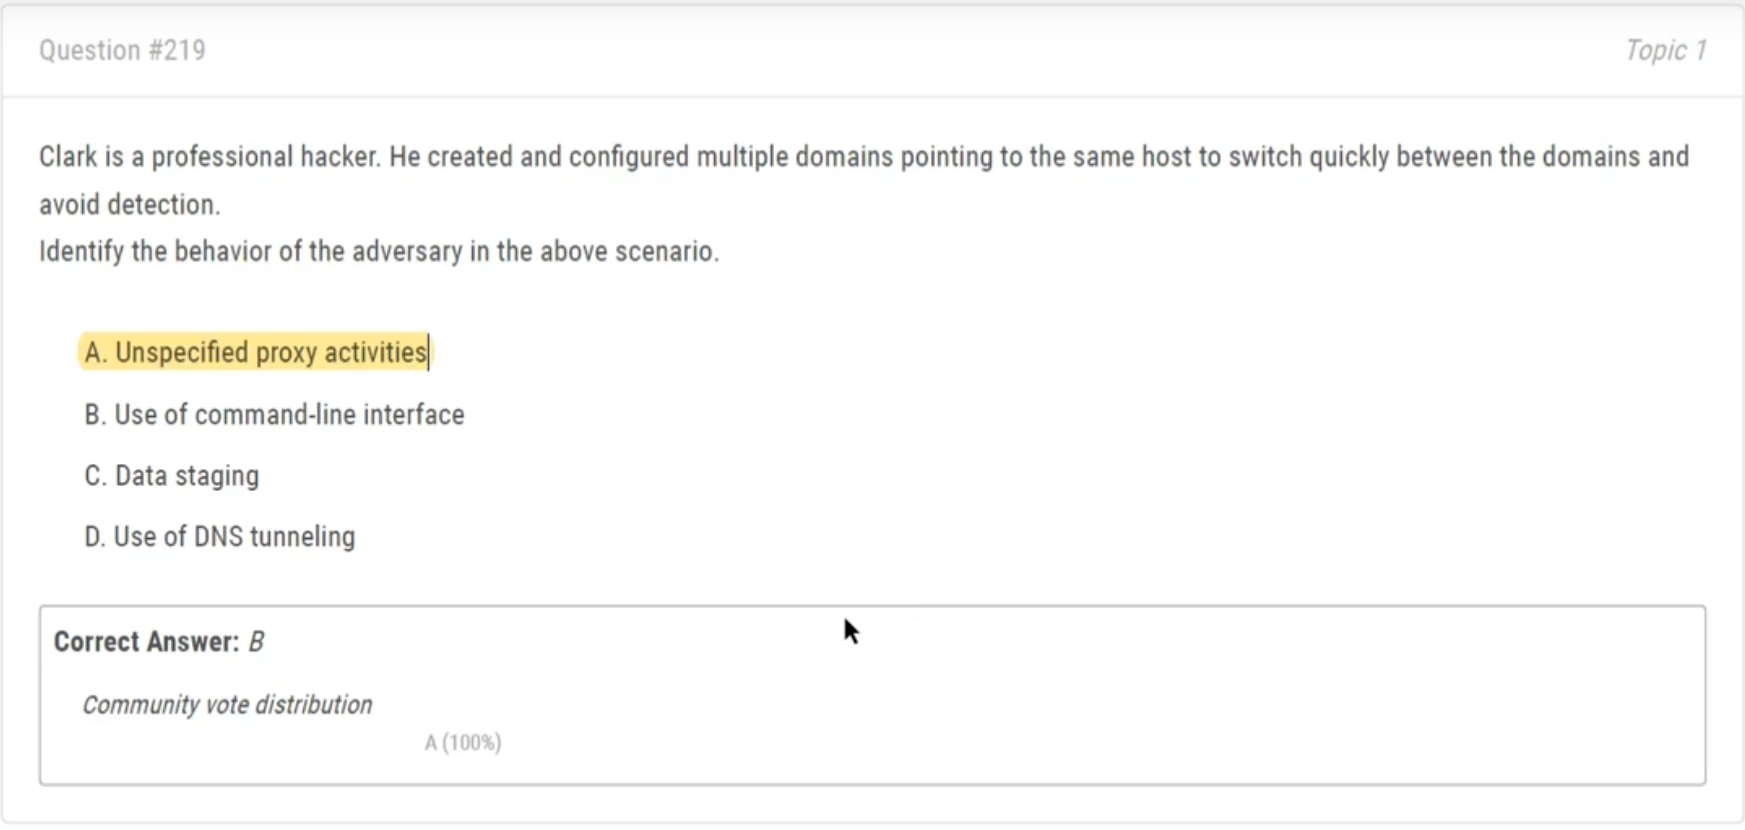 Question #219
Topic 1
Clark is a professional hacker. He created and configured multiple domains pointing to the same host to switch quickly between the domains and
avoid detection.
Identify the behavior of the adversary in the above scenario.
A. Unspecified proxy activities
B. Use of command-line interface
C. Data staging
D. Use of DNS tunneling
Correct Answer: B
Community vote distribution
A (100%)